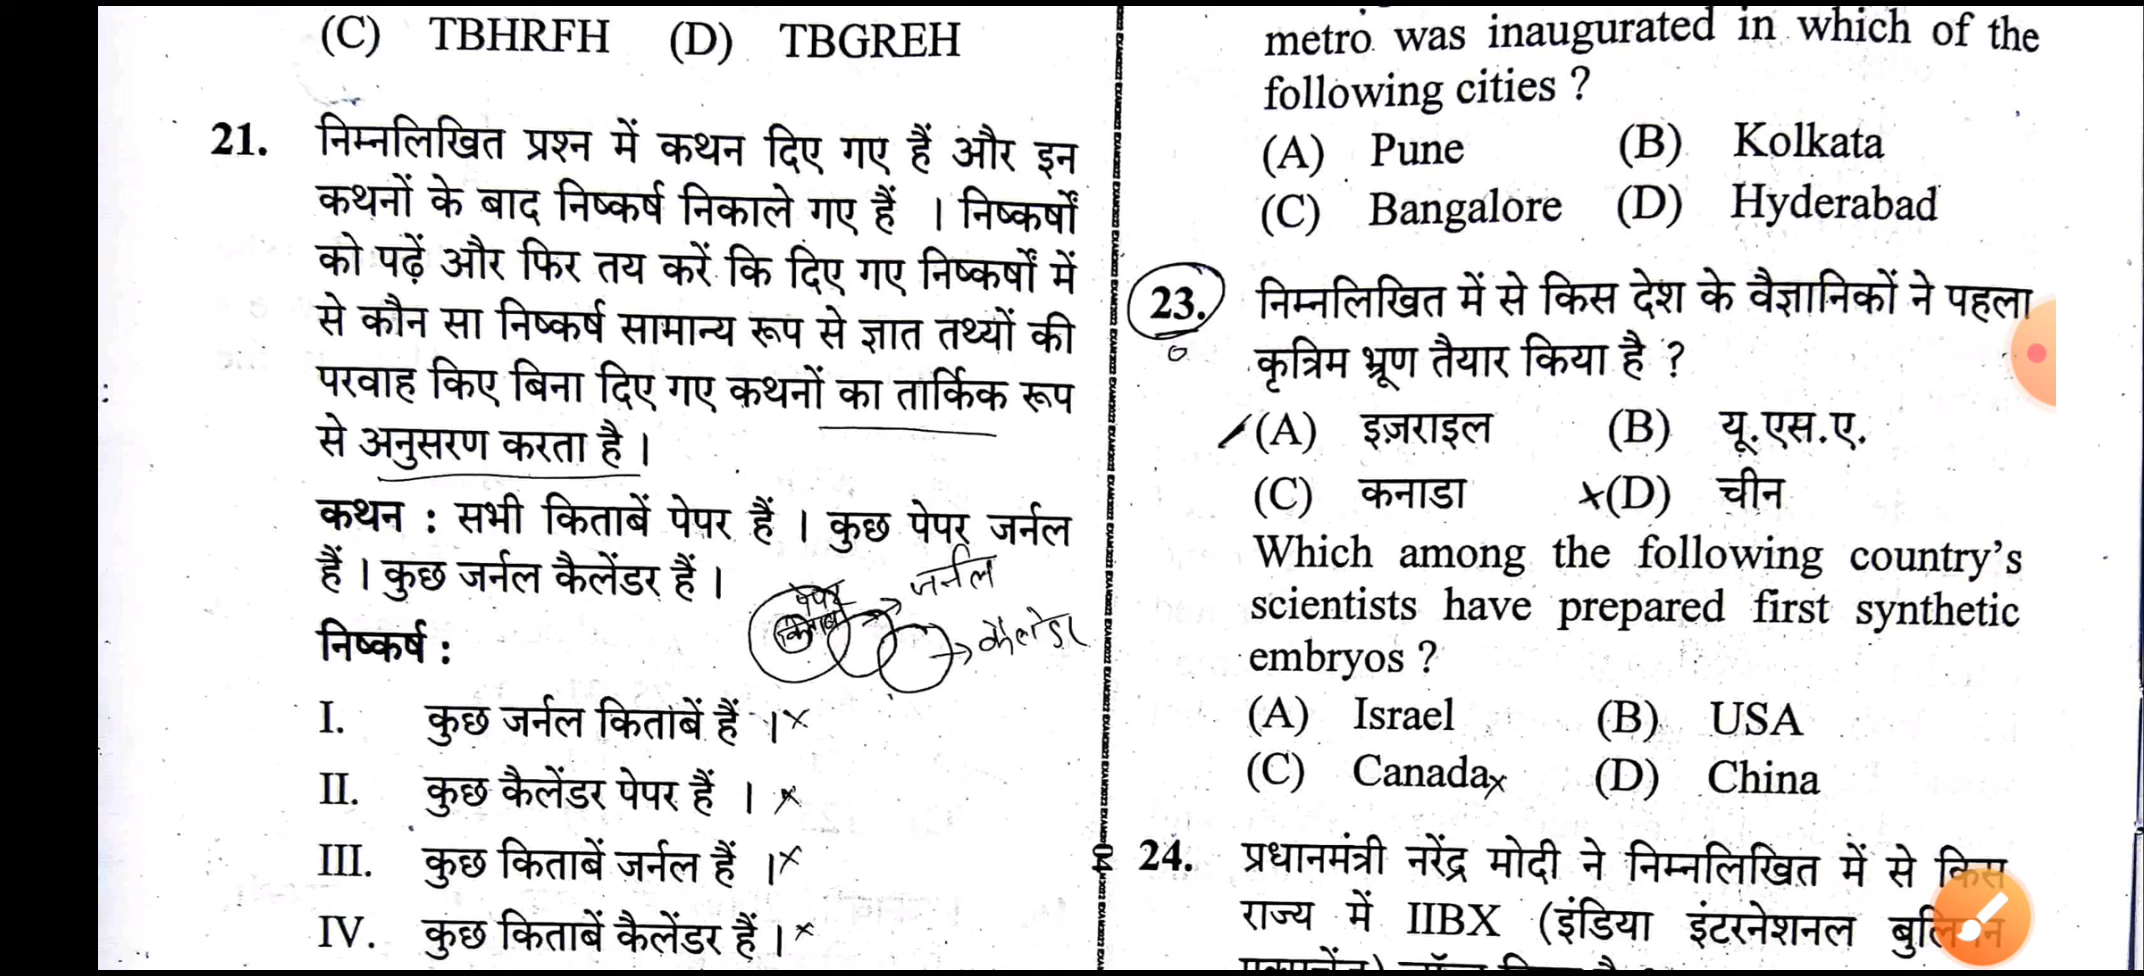 (C) TBHRFH (D) TBGREH
21. निम्नलिखित प्रश्न में कथन दिए गए हैं और इन
कथनों के बाद निष्कर्ष निकाले गए हैं । निष्कर्षों
को पढ़ें और फिर तय करें कि दिए गए निष्कर्षों में
से कौन सा निष्कर्ष सामान्य रूप से ज्ञात तथ्यों की
परवाह किए बिना दिए गए कथनों का तार्किक रूप
से अनुसरण करता है ।
कथन : सभी किताबें पेपर हैं । कुछ पेपर जर्नल
हैं । कुछ जर्नल कैलेंडर हैं ।
पेपर
किताब
जर्नल
कैलेंडर
निष्कर्ष :
I. कुछ जर्नल किताबें हैं ।
II. कुछ कैलेंडर पेपर हैं ।
III. कुछ किताबें जर्नल हैं ।
IV. कुछ किताबें कैलेंडर हैं ।
metro was inaugurated in which of the
following cities ?
(A) Pune (B) Kolkata
(C) Bangalore (D) Hyderabad
23. निम्नलिखित में से किस देश के वैज्ञानिकों ने पहला
कृत्रिम भ्रूण तैयार किया है ?
(A) इज़राइल (B) यू.एस.ए.
(C) कनाडा (D) चीन
Which among the following country's
scientists have prepared first synthetic
embryos ?
(A) Israel (B) USA
(C) Canada (D) China
24. प्रधानमंत्री नरेंद्र मोदी ने निम्नलिखित में से किस
राज्य में IIBX (इंडिया इंटरनेशनल